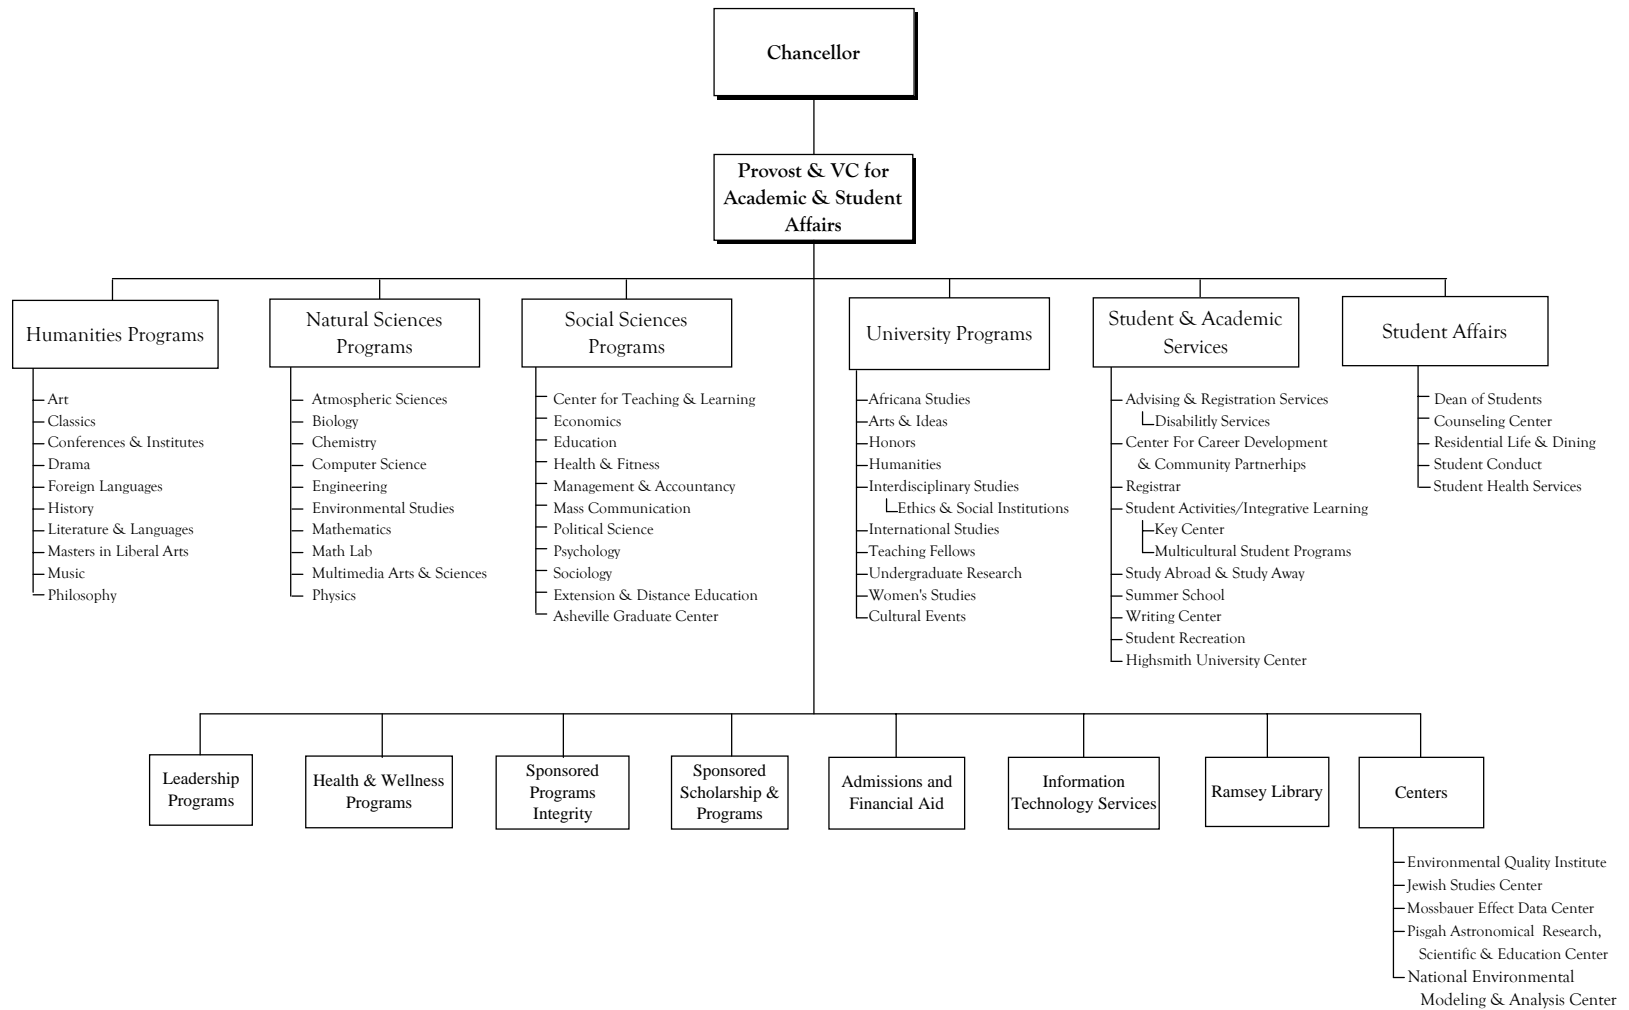 Chancellor
Provost & VC for
Academic & Student
Affairs
Humanities Programs
Art
Classics
Conferences & Institutes
Drama
Foreign Languages
History
Literature & Languages
Masters in Liberal Arts
Music
Philosophy
Natural Sciences
Programs
Atmospheric Sciences
Biology
Chemistry
Computer Science
Engineering
Environmental Studies
Mathematics
Math Lab
Multimedia Arts & Sciences
Physics
Social Sciences
Programs
Center for Teaching & Learning
Economics
Education
Health & Fitness
Management & Accountancy
Mass Communication
Political Science
Psychology
Sociology
Extension & Distance Education
Asheville Graduate Center
University Programs
Africana Studies
Arts & Ideas
Honors
Humanities
Interdisciplinary Studies
Ethics & Social Institutions
International Studies
Teaching Fellows
Undergraduate Research
Women's Studies
Cultural Events
Student & Academic
Services
Advising & Registration Services
Disabilitly Services
Center For Career Development
& Community Partnerhips
Registrar
Student Activities/Integrative Learning
Key Center
Multicultural Student Programs
Study Abroad & Study Away
Summer School
Writing Center
Student Recreation
Highsmith University Center
Student Affairs
Dean of Students
Counseling Center
Residential Life & Dining
Student Conduct
Student Health Services
Leadership
Programs
Health & Wellness
Programs
Sponsored
Programs
Integrity
Sponsored
Scholarship &
Programs
Admissions and
Financial Aid
Information
Technology Services
Ramsey Library
Centers
Environmental Quality Institute
Jewish Studies Center
Mossbauer Effect Data Center
Pisgah Astronomical Research,
Scientific & Education Center
National Environmental
Modeling & Analysis Center